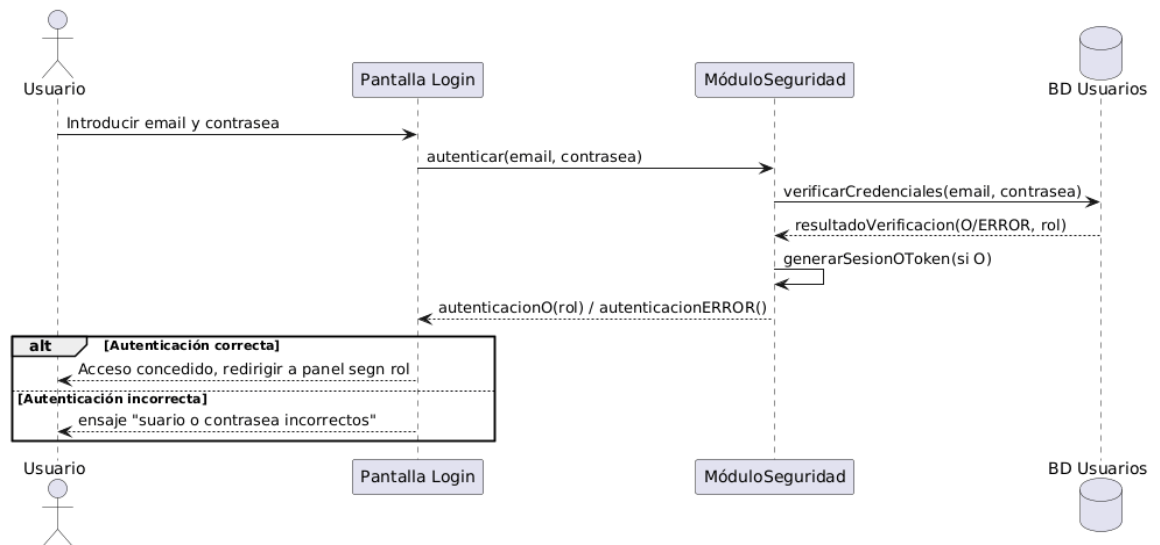 Usuario
Pantalla Login
MóduloSeguridad
BD Usuarios
Introducir email y contrasea
autenticar(email, contrasea)
verificarCredenciales(email, contrasea)
resultadoVerificacion(O/ERROR, rol)
generarSesionOToken(si O)
autenticacionO(rol) / autenticacionERROR()
alt [Autenticación correcta]
Acceso concedido, redirigir a panel segn rol
[Autenticación incorrecta]
ensaje "suario o contrasea incorrectos"
Usuario
Pantalla Login
MóduloSeguridad
BD Usuarios